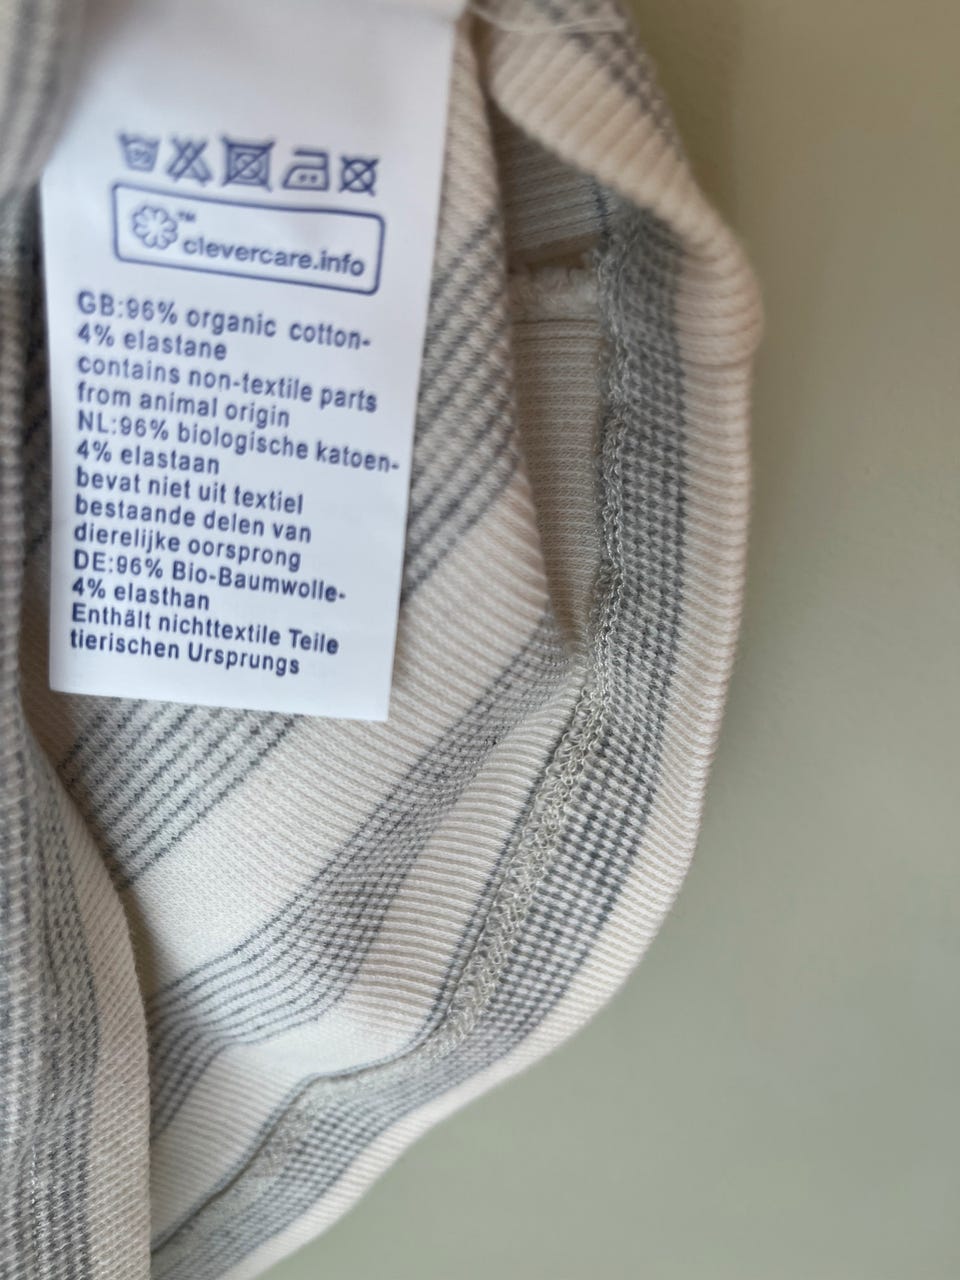 30
™
clevercare.info
GB:96% organic cotton-
4% elastane
contains non-textile parts
from animal origin
NL:96% biologische katoen-
4% elastaan
bevat niet uit textiel
bestaande delen van
dierelijke oorsprong
DE:96% Bio-Baumwolle-
4% elasthan
Enthält nichttextile Teile
tierischen Ursprungs